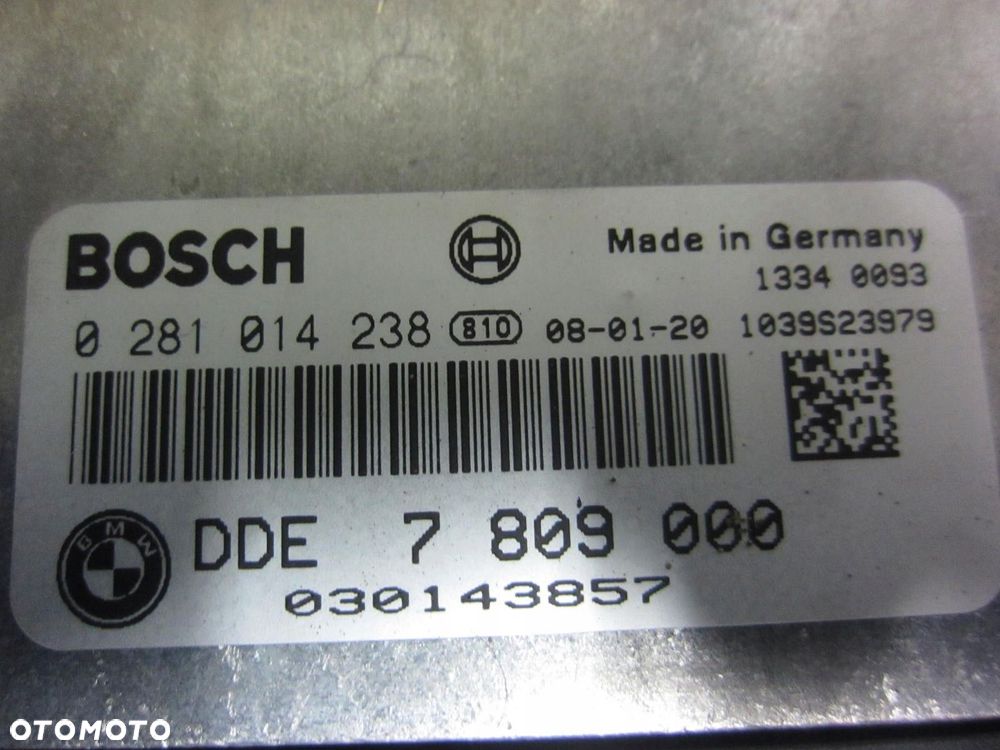 BOSCH
Made in Germany
1334 0093
0 281 014 238 810 08-01-20 1039S23979
BMW
DDE 7 809 000
030143857
OTOMOTO